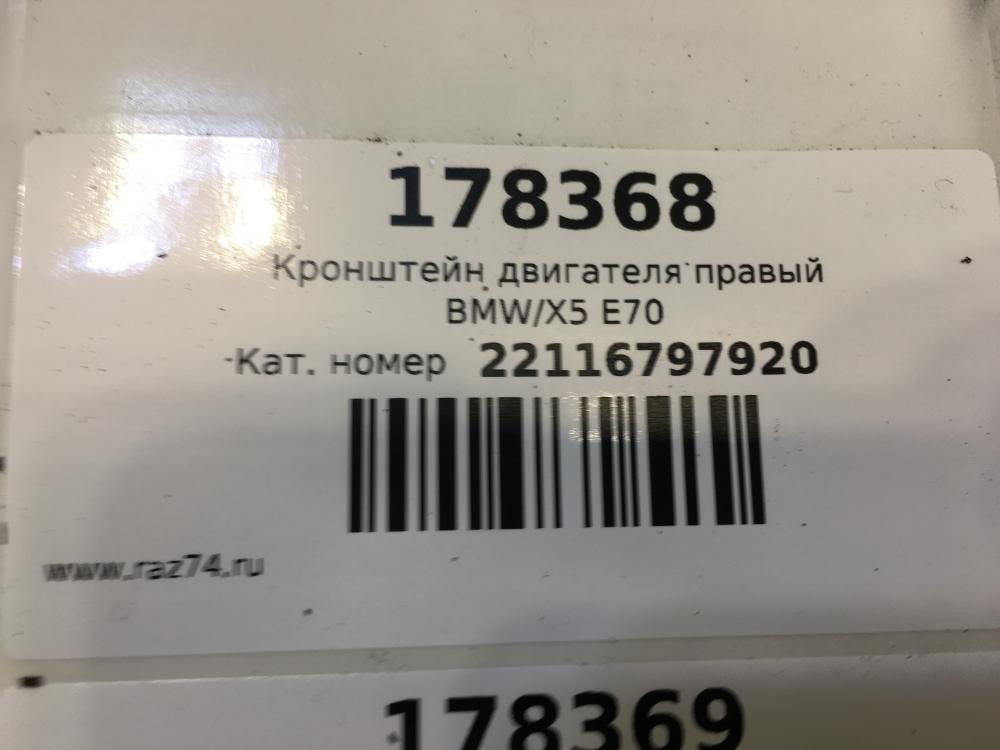 178368
Кронштейн двигателя правый
BMW/X5 E70
Кат. номер 22116797920
www.raz74.ru
178369